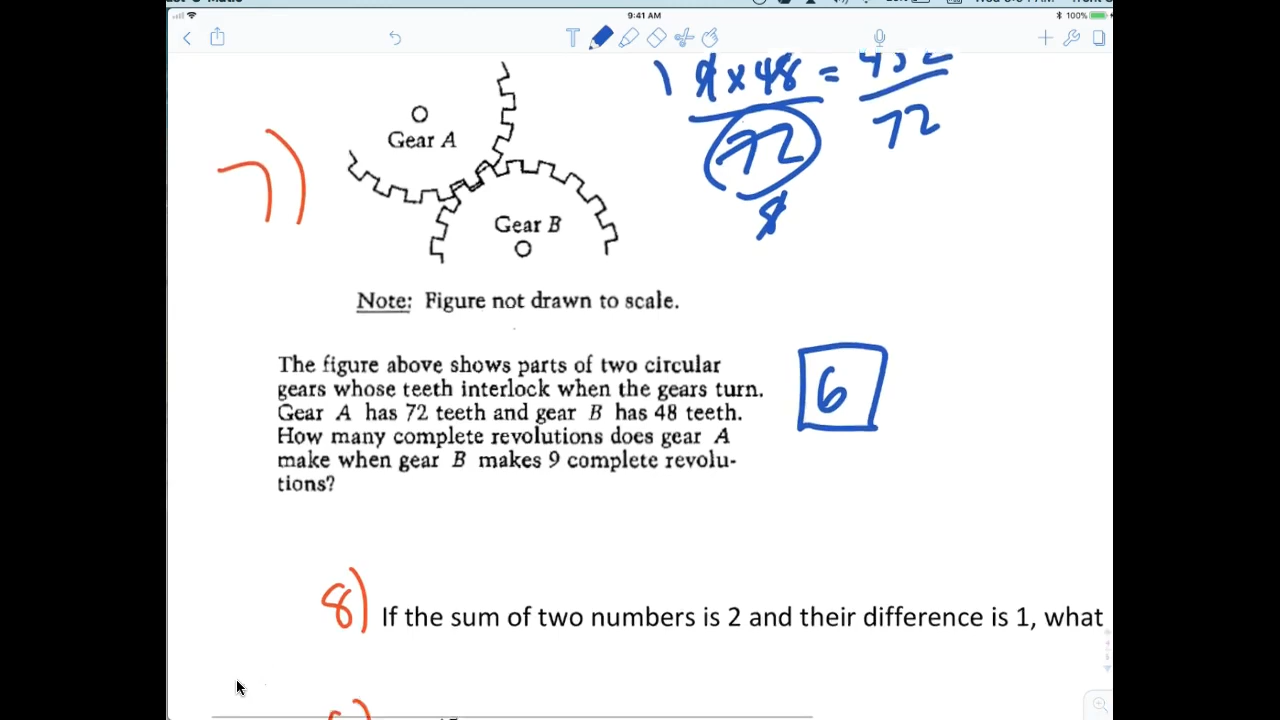 9:41 AM
100%
9 x 48 = 432
72 72
8
7)
Gear A
Gear B
Note: Figure not drawn to scale.
The figure above shows parts of two circular
gears whose teeth interlock when the gears turn.
Gear A has 72 teeth and gear B has 48 teeth.
How many complete revolutions does gear A
make when gear B makes 9 complete revolu-
tions?
6
8) If the sum of two numbers is 2 and their difference is 1, what